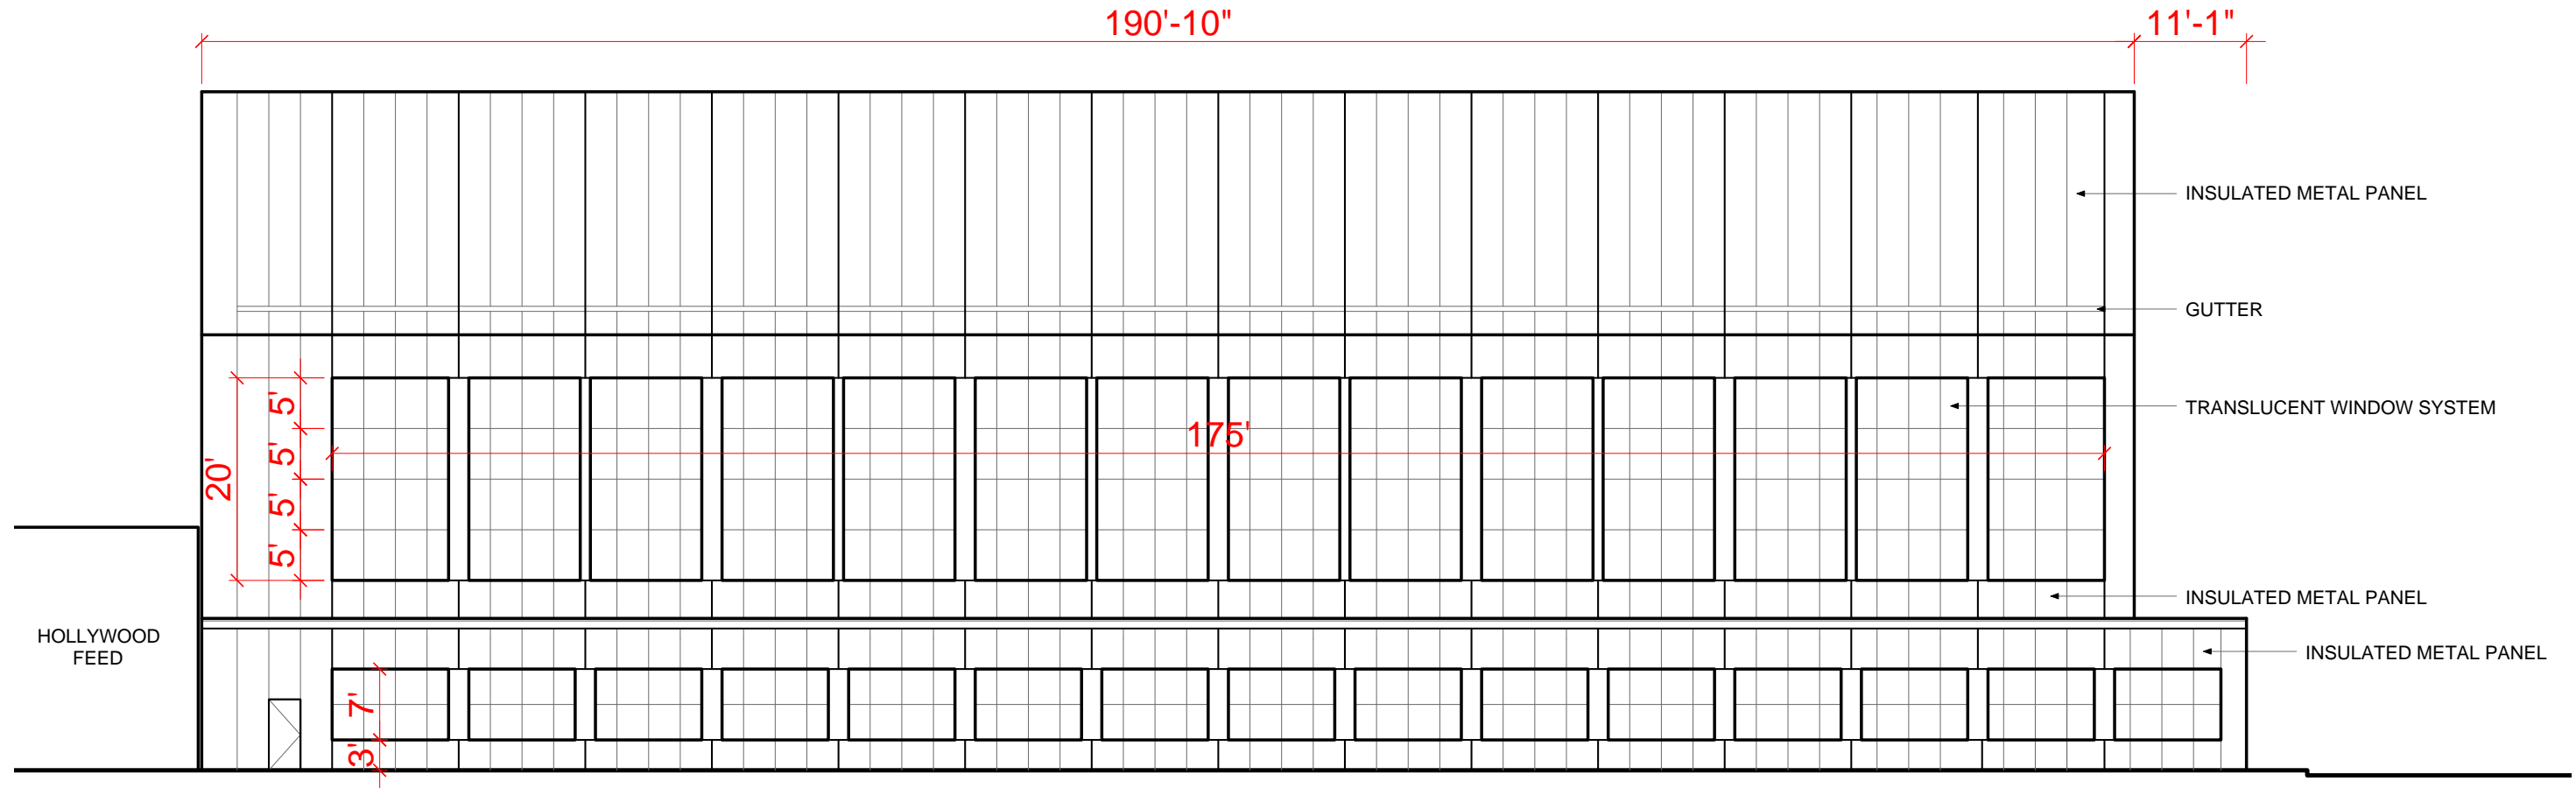 190'-10"
11'-1"
INSULATED METAL PANEL
GUTTER
5'
TRANSLUCENT WINDOW SYSTEM
175'
5'
20'
5'
5'
INSULATED METAL PANEL
HOLLYWOOD
FEED
INSULATED METAL PANEL
7'
3'